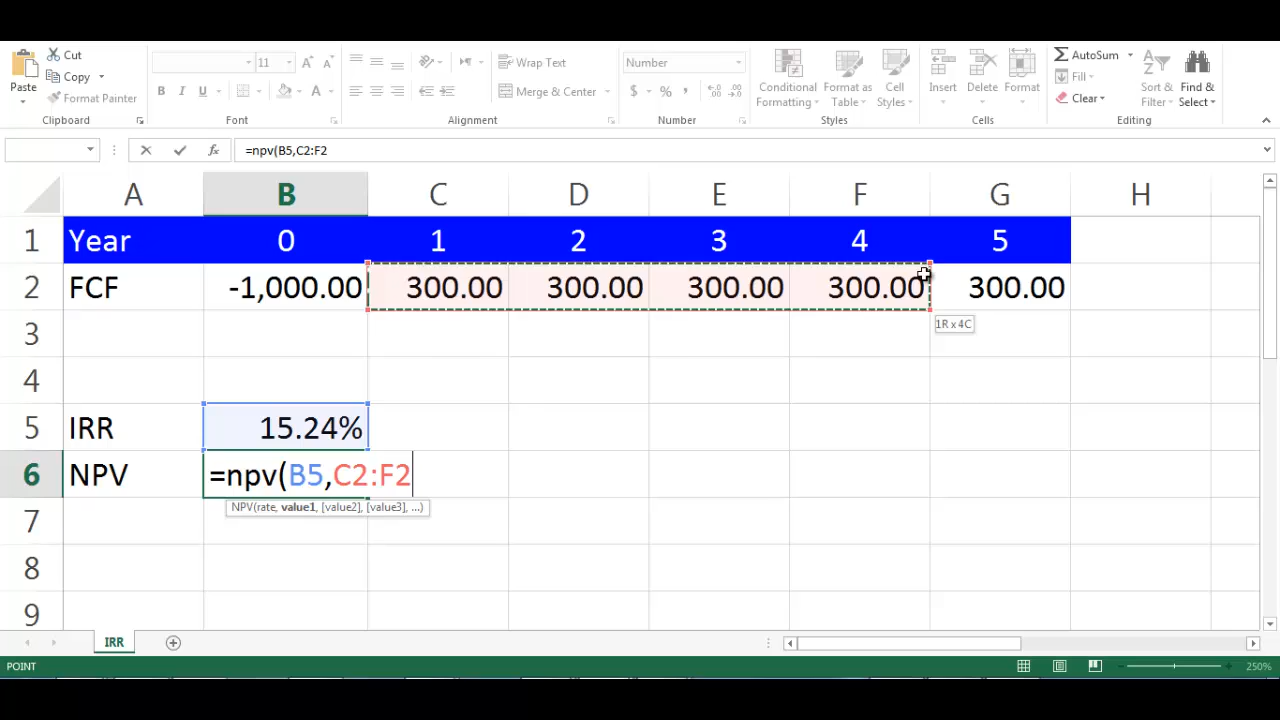 Cut
Copy
Format Painter
Paste
Clipboard
11
A A
B I U
A
Font
Wrap Text
Merge & Center
Alignment
Number
$ % ,
Number
Conditional Formatting
Format as Table
Cell Styles
Styles
Insert
Delete
Format
Cells
AutoSum
Fill
Clear
Sort & Filter
Find & Select
Editing
fx =npv(B5,C2:F2
A B C D E F G H
1 Year 0 1 2 3 4 5
2 FCF -1,000.00 300.00 300.00 300.00 300.00 300.00
3 1R x 4C
4
5 IRR 15.24%
6 NPV =npv(B5,C2:F2
NPV(rate, value1, [value2], [value3], ...)
7
8
9
IRR
POINT
250%